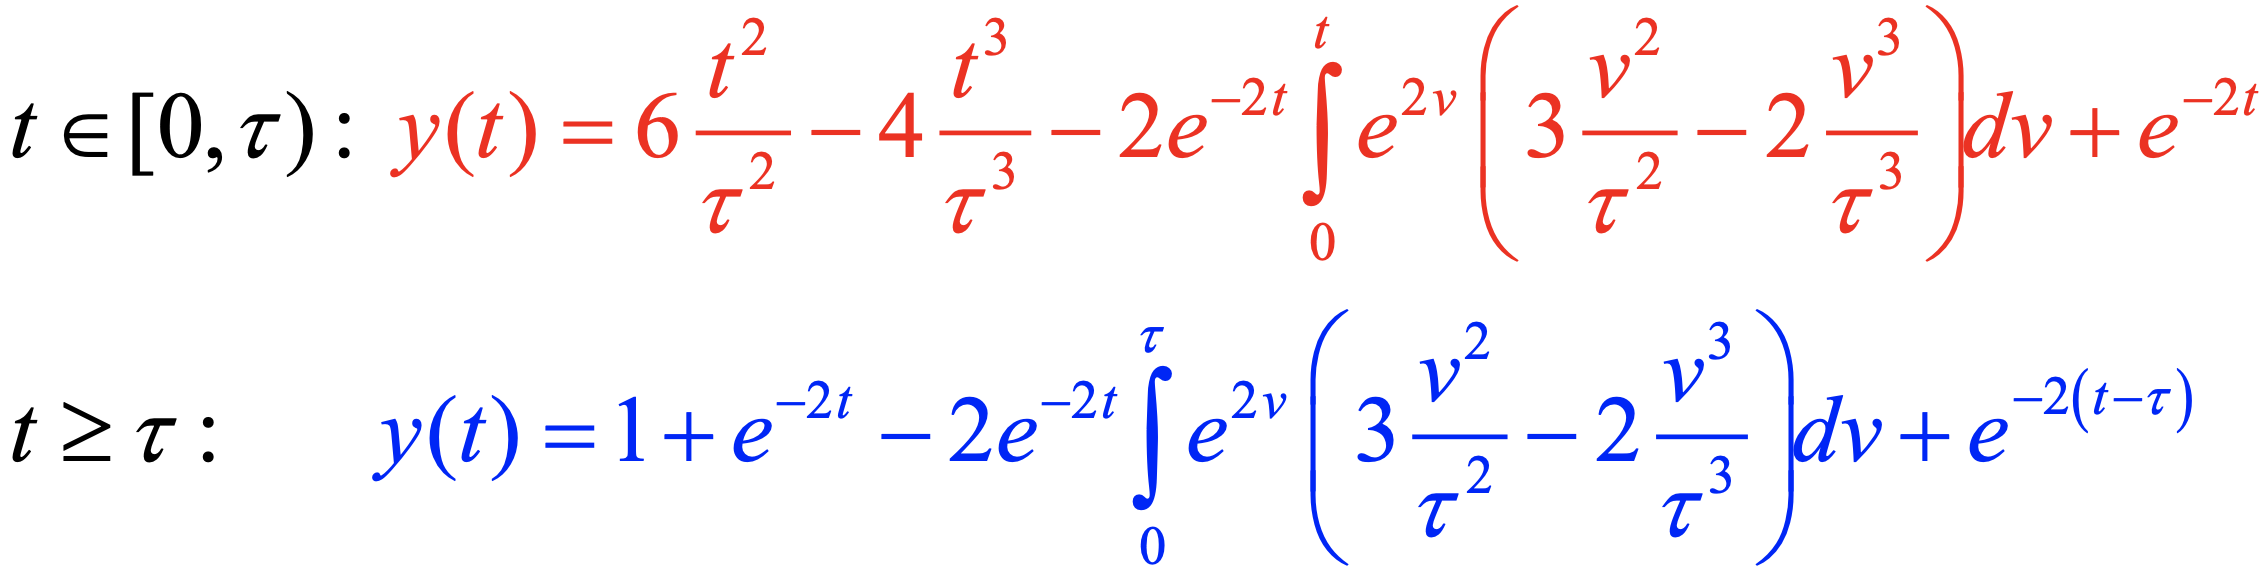 t ∈ [0, τ) : y(t) = 6 t²/τ² − 4 t³/τ³ − 2e^{−2t} ∫₀^t e^{2v} (3 v²/τ² − 2 v³/τ³) dv + e^{−2t}
t ≥ τ : y(t) = 1 + e^{−2t} − 2e^{−2t} ∫₀^τ e^{2v} (3 v²/τ² − 2 v³/τ³) dv + e^{−2(t−τ)}